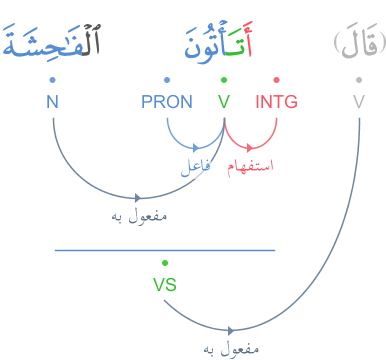 (قَالَ) أَتَأْتُونَ ٱلْفَٰحِشَةَ
V INTG V PRON N
استفهام فاعل
مفعول به
VS
مفعول به